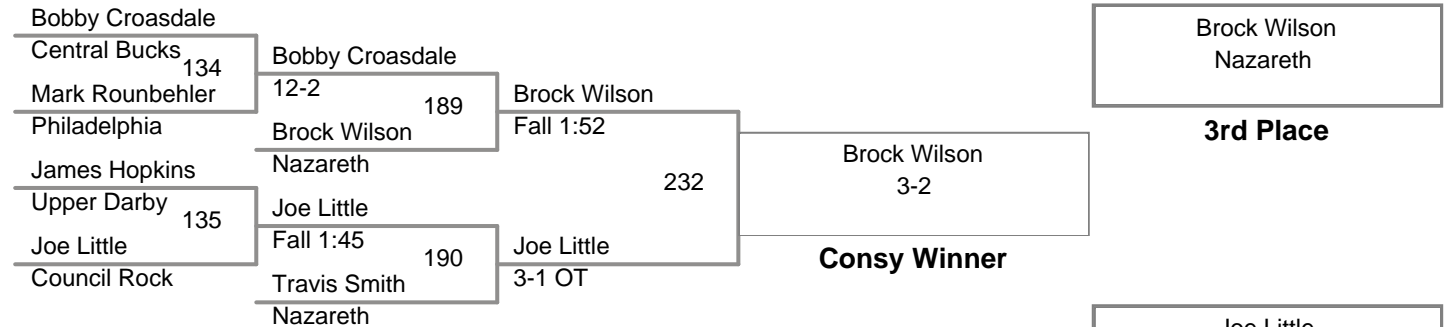 Bobby Croasdale
Central Bucks
134
Mark Rounbehler
Philadelphia
James Hopkins
Upper Darby
135
Joe Little
Council Rock
Bobby Croasdale
12-2
189
Brock Wilson
Nazareth
Joe Little
Fall 1:45
190
Travis Smith
Nazareth
Brock Wilson
Fall 1:52
232
Joe Little
3-1 OT
Brock Wilson
3-2
Consy Winner
Brock Wilson
Nazareth
3rd Place
Joe Little